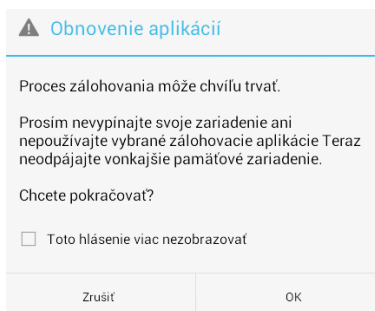 Obnovenie aplikácií
Proces zálohovania môže chvíľu trvať.
Prosím nevypínajte svoje zariadenie ani
nepoužívajte vybrané zálohovacie aplikácie Teraz
neodpájajte vonkajšie pamäťové zariadenie.
Chcete pokračovať?
Toto hlásenie viac nezobrazovať
Zrušiť
OK